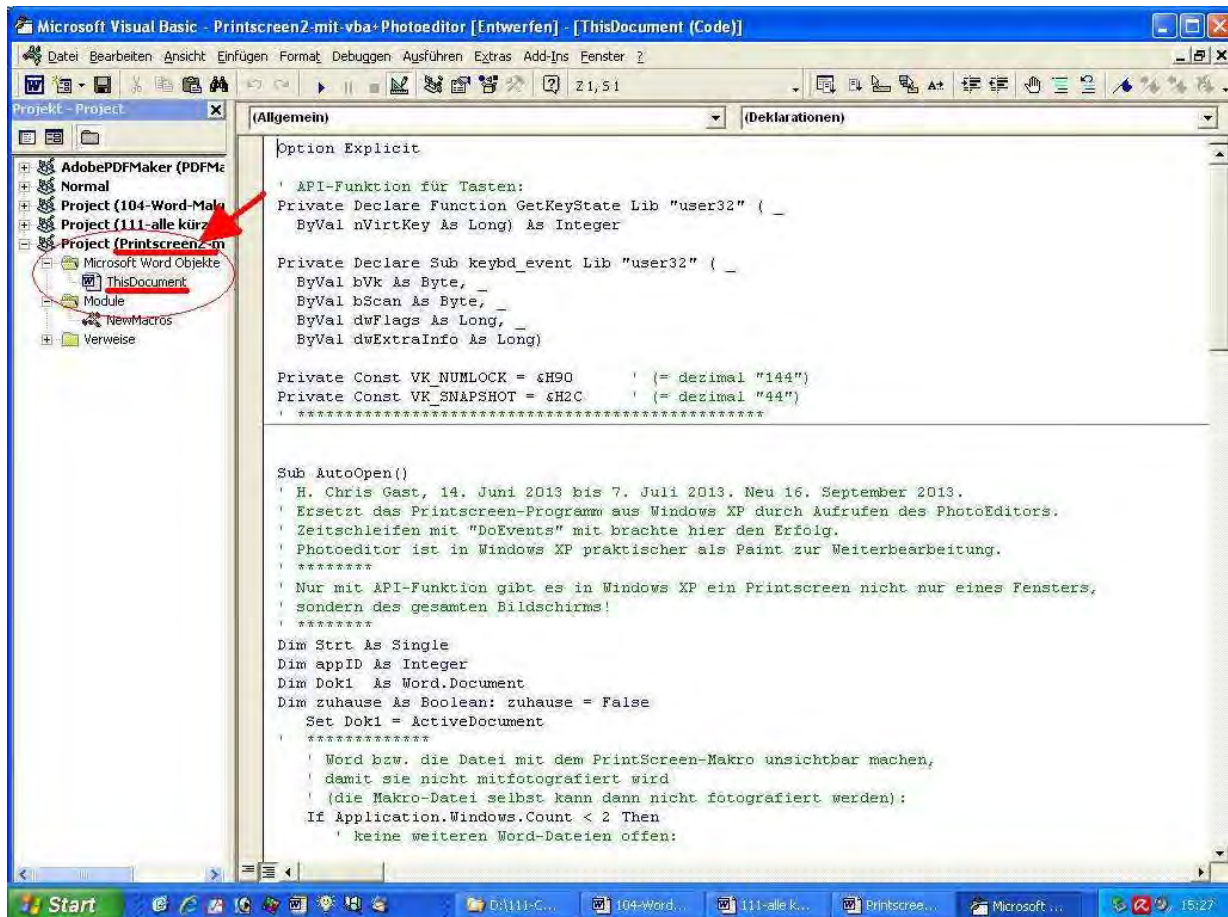 Microsoft Visual Basic - Printscreen2-mit-vba+Photoeditor [Entwerfen] - [ThisDocument (Code)]
Datei Bearbeiten Ansicht Einfügen Format Debuggen Ausführen Extras Add-Ins Fenster ?
Z1, S1
Projekt - Project
(Allgemein)
(Deklarationen)
AdobePDFMaker (PDFMa
Normal
Project (104-Word-Mak
Project (111-alle kürz
Project (Printscreen2-m
Microsoft Word Objekte
ThisDocument
Module
NewMacros
Verweise
Option Explicit
' API-Funktion für Tasten:
Private Declare Function GetKeyState Lib "user32" ( _
ByVal nVirtKey As Long) As Integer
Private Declare Sub keybd_event Lib "user32" ( _
ByVal bVk As Byte, _
ByVal bScan As Byte, _
ByVal dwFlags As Long, _
ByVal dwExtraInfo As Long)
Private Const VK_NUMLOCK = &H90 ' (= dezimal "144")
Private Const VK_SNAPSHOT = &H2C ' (= dezimal "44")
' *************************************************
Sub AutoOpen()
' H. Chris Gast, 14. Juni 2013 bis 7. Juli 2013. Neu 16. September 2013.
' Ersetzt das Printscreen-Programm aus Windows XP durch Aufrufen des PhotoEditors.
' Zeitschleifen mit "DoEvents" mit brachte hier den Erfolg.
' Photoeditor ist in Windows XP praktischer als Paint zur Weiterbearbeitung.
' ********
' Nur mit API-Funktion gibt es in Windows XP ein Printscreen nicht nur eines Fensters,
' sondern des gesamten Bildschirms!
' ********
Dim Strt As Single
Dim appID As Integer
Dim Dok1 As Word.Document
Dim zuhause As Boolean: zuhause = False
Set Dok1 = ActiveDocument
' *************
' Word bzw. die Datei mit dem PrintScreen-Makro unsichtbar machen,
' damit sie nicht mitfotografiert wird
' (die Makro-Datei selbst kann dann nicht fotografiert werden):
If Application.Windows.Count < 2 Then
' keine weiteren Word-Dateien offen:
Start
D:\111-C...
104-Word...
111-alle k...
Printscree...
Microsoft ...
15:27